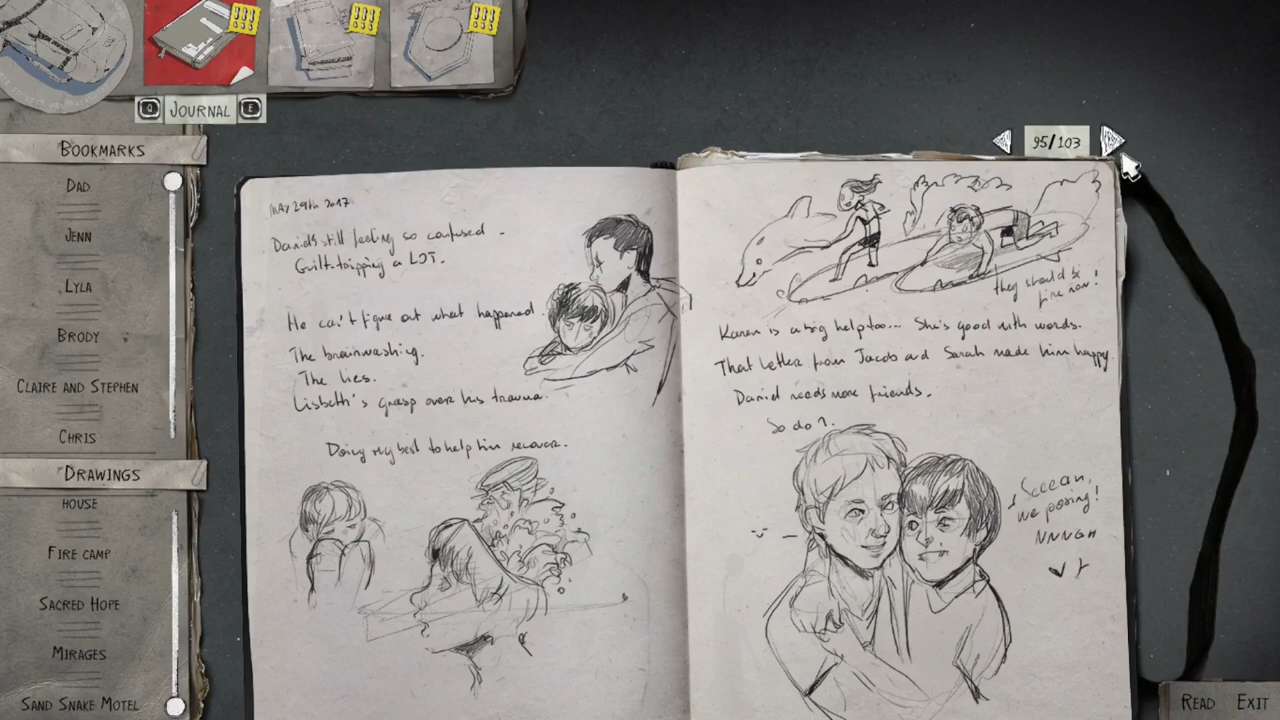 Q JOURNAL E
BOOKMARKS
DAD
JENN
LYLA
BRODY
CLAIRE AND STEPHEN
CHRIS
DRAWINGS
HOUSE
FIRE CAMP
SACRED HOPE
MIRAGES
SAND SNAKE MOTEL
MAY 29th 2017
Daniel's still feeling so confused.
Guilt-tripping a LOT.
He can't figure out what happened.
The brainwashing.
The lies.
Lisbeth's grasp over his trauma.
Doing my best to help him recover.
95/103
they should be
fine now!
Karen is a big help too... She's good with words.
That letter from Jacob and Sarah made him happy.
Daniel needs more friends.
So do I.
Sceean,
we posing!
NNNGH
READ EXIT